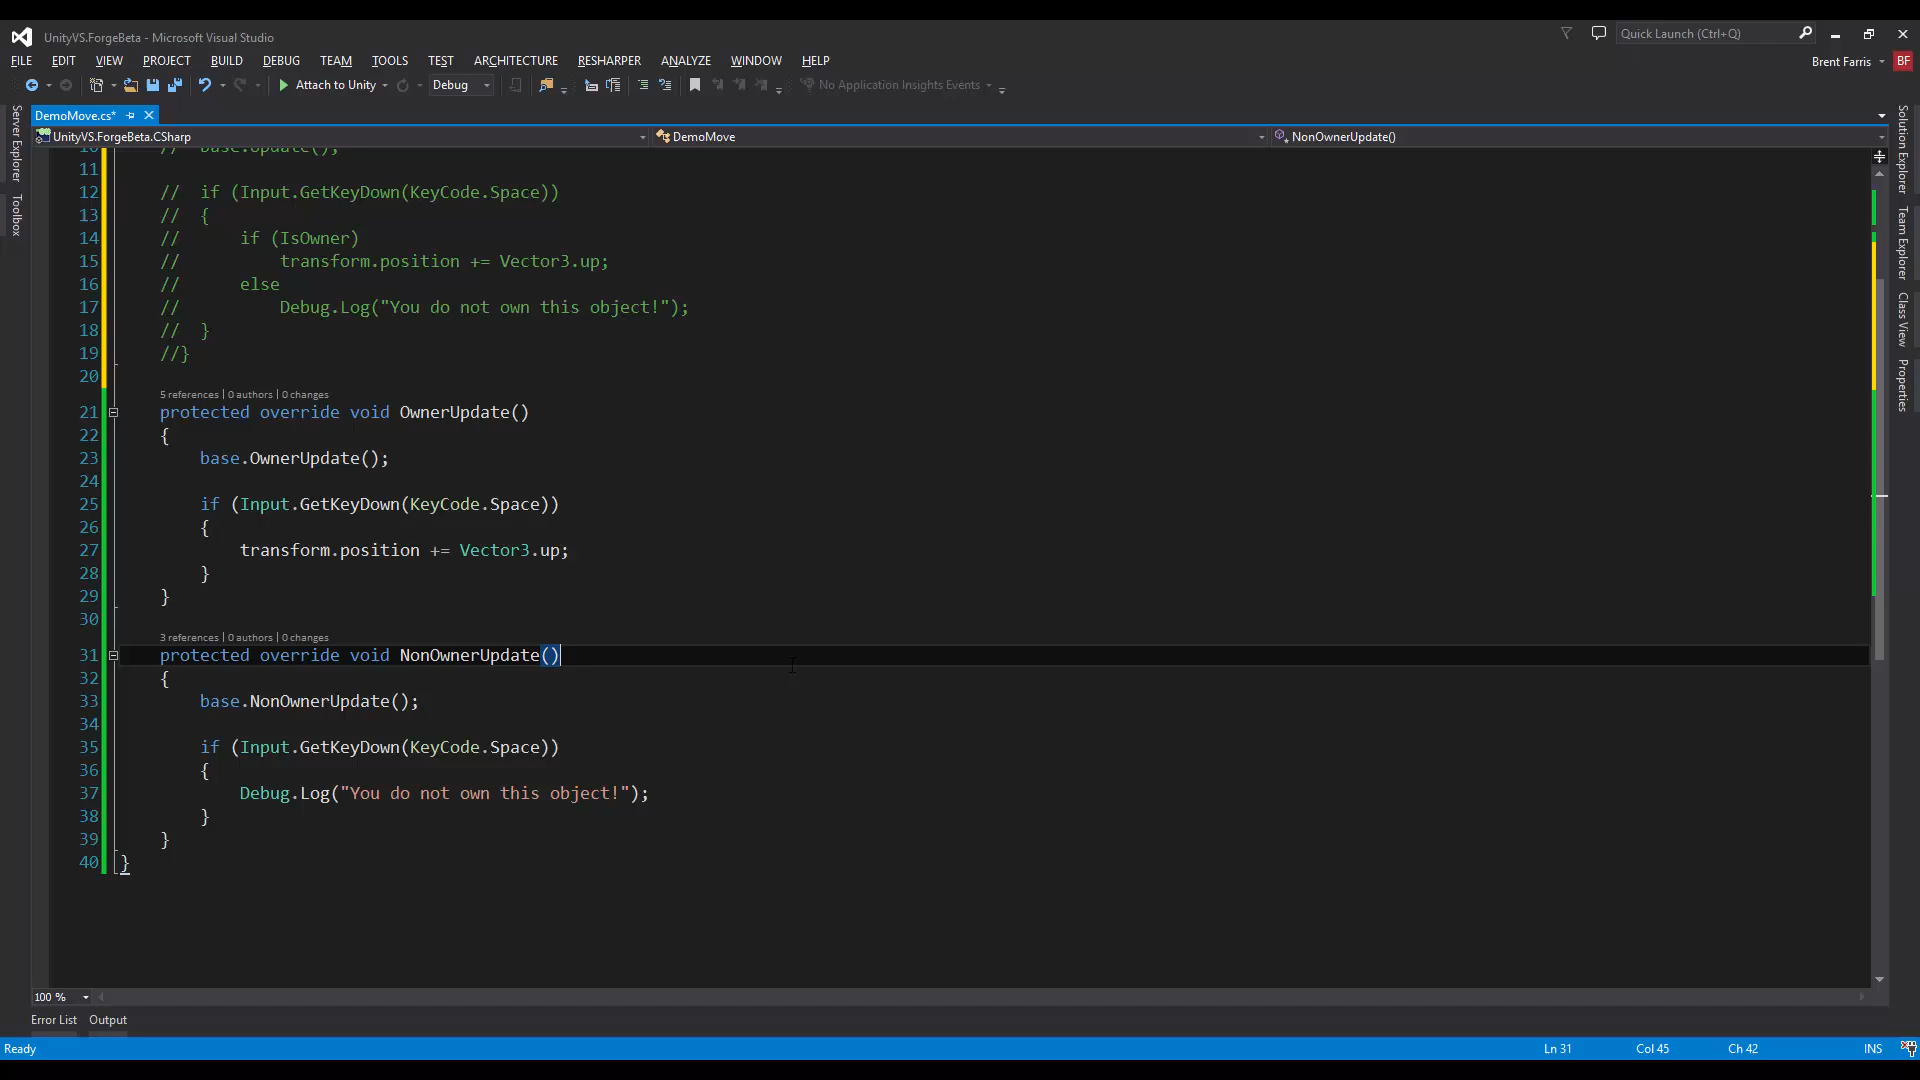 UnityVS.ForgeBeta - Microsoft Visual Studio
Quick Launch (Ctrl+Q)
FILE EDIT VIEW PROJECT BUILD DEBUG TEAM TOOLS TEST ARCHITECTURE RESHARPER ANALYZE WINDOW HELP
Brent Farris BF
Attach to Unity Debug No Application Insights Events
DemoMove.cs*
UnityVS.ForgeBeta.CSharp DemoMove NonOwnerUpdate()
Server Explorer
Toolbox
Solution Explorer
Team Explorer
Class View
Properties
10 // base.Update();
11
12 // if (Input.GetKeyDown(KeyCode.Space))
13 // {
14 // if (IsOwner)
15 // transform.position += Vector3.up;
16 // else
17 // Debug.Log("You do not own this object!");
18 // }
19 //}
20
5 references | 0 authors | 0 changes
21 protected override void OwnerUpdate()
22 {
23 base.OwnerUpdate();
24
25 if (Input.GetKeyDown(KeyCode.Space))
26 {
27 transform.position += Vector3.up;
28 }
29 }
30
3 references | 0 authors | 0 changes
31 protected override void NonOwnerUpdate()
32 {
33 base.NonOwnerUpdate();
34
35 if (Input.GetKeyDown(KeyCode.Space))
36 {
37 Debug.Log("You do not own this object!");
38 }
39 }
40 }
100 %
Error List Output
Ready Ln 31 Col 45 Ch 42 INS